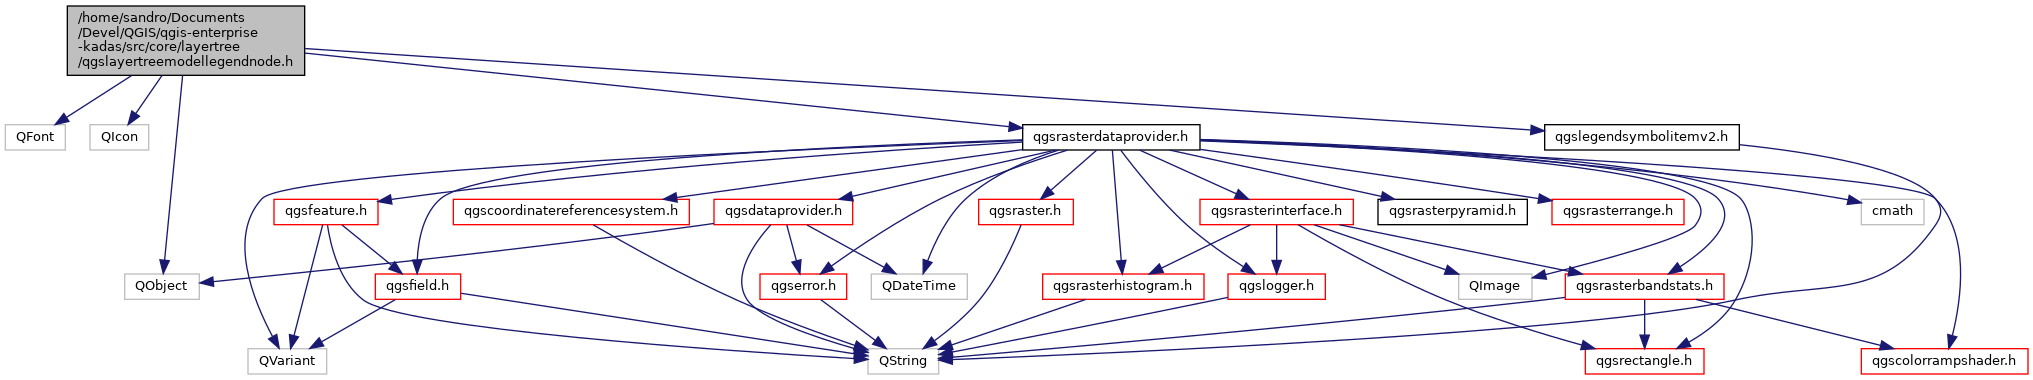 /home/sandro/Documents
/Devel/QGIS/qgis-enterprise
-kadas/src/core/layertree
/qgslayertreemodellegendnode.h
QFont
QIcon
qgsrasterdataprovider.h
qgslegendsymbolitemv2.h
qgsfeature.h
qgscoordinatereferencesystem.h
qgsdataprovider.h
qgsraster.h
qgsrasterinterface.h
qgsrasterpyramid.h
qgsrasterrange.h
cmath
QObject
qgsfield.h
qgserror.h
QDateTime
qgsrasterhistogram.h
qgslogger.h
QImage
qgsrasterbandstats.h
QVariant
QString
qgsrectangle.h
qgscolorrampshader.h